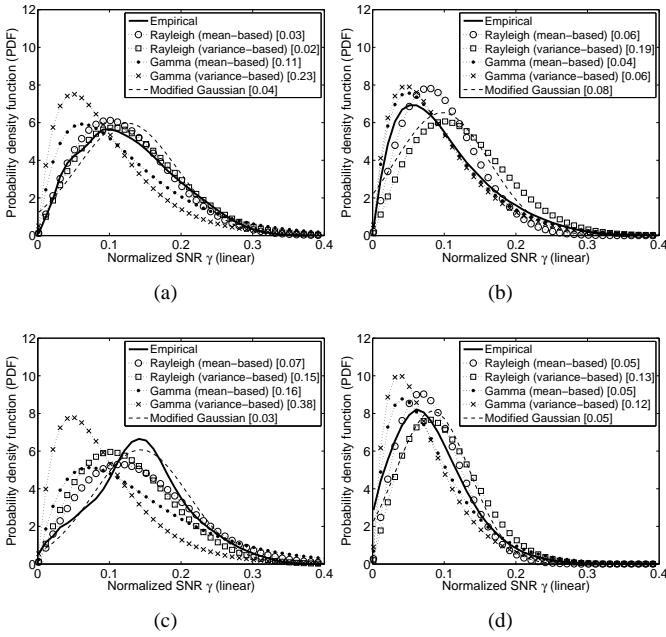 Probability density function (PDF)
12
10
8
6
4
2
0
0
0.1
0.2
0.3
0.4
Normalized SNR γ (linear)
Empirical
Rayleigh (mean-based) [0.03]
Rayleigh (variance-based) [0.02]
Gamma (mean-based) [0.11]
Gamma (variance-based) [0.23]
Modified Gaussian [0.04]
(a)
Probability density function (PDF)
12
10
8
6
4
2
0
0
0.1
0.2
0.3
0.4
Normalized SNR γ (linear)
Empirical
Rayleigh (mean-based) [0.06]
Rayleigh (variance-based) [0.19]
Gamma (mean-based) [0.04]
Gamma (variance-based) [0.06]
Modified Gaussian [0.08]
(b)
Probability density function (PDF)
12
10
8
6
4
2
0
0
0.1
0.2
0.3
0.4
Normalized SNR γ (linear)
Empirical
Rayleigh (mean-based) [0.07]
Rayleigh (variance-based) [0.15]
Gamma (mean-based) [0.16]
Gamma (variance-based) [0.38]
Modified Gaussian [0.03]
(c)
Probability density function (PDF)
12
10
8
6
4
2
0
0
0.1
0.2
0.3
0.4
Normalized SNR γ (linear)
Empirical
Rayleigh (mean-based) [0.05]
Rayleigh (variance-based) [0.13]
Gamma (mean-based) [0.05]
Gamma (variance-based) [0.12]
Modified Gaussian [0.05]
(d)